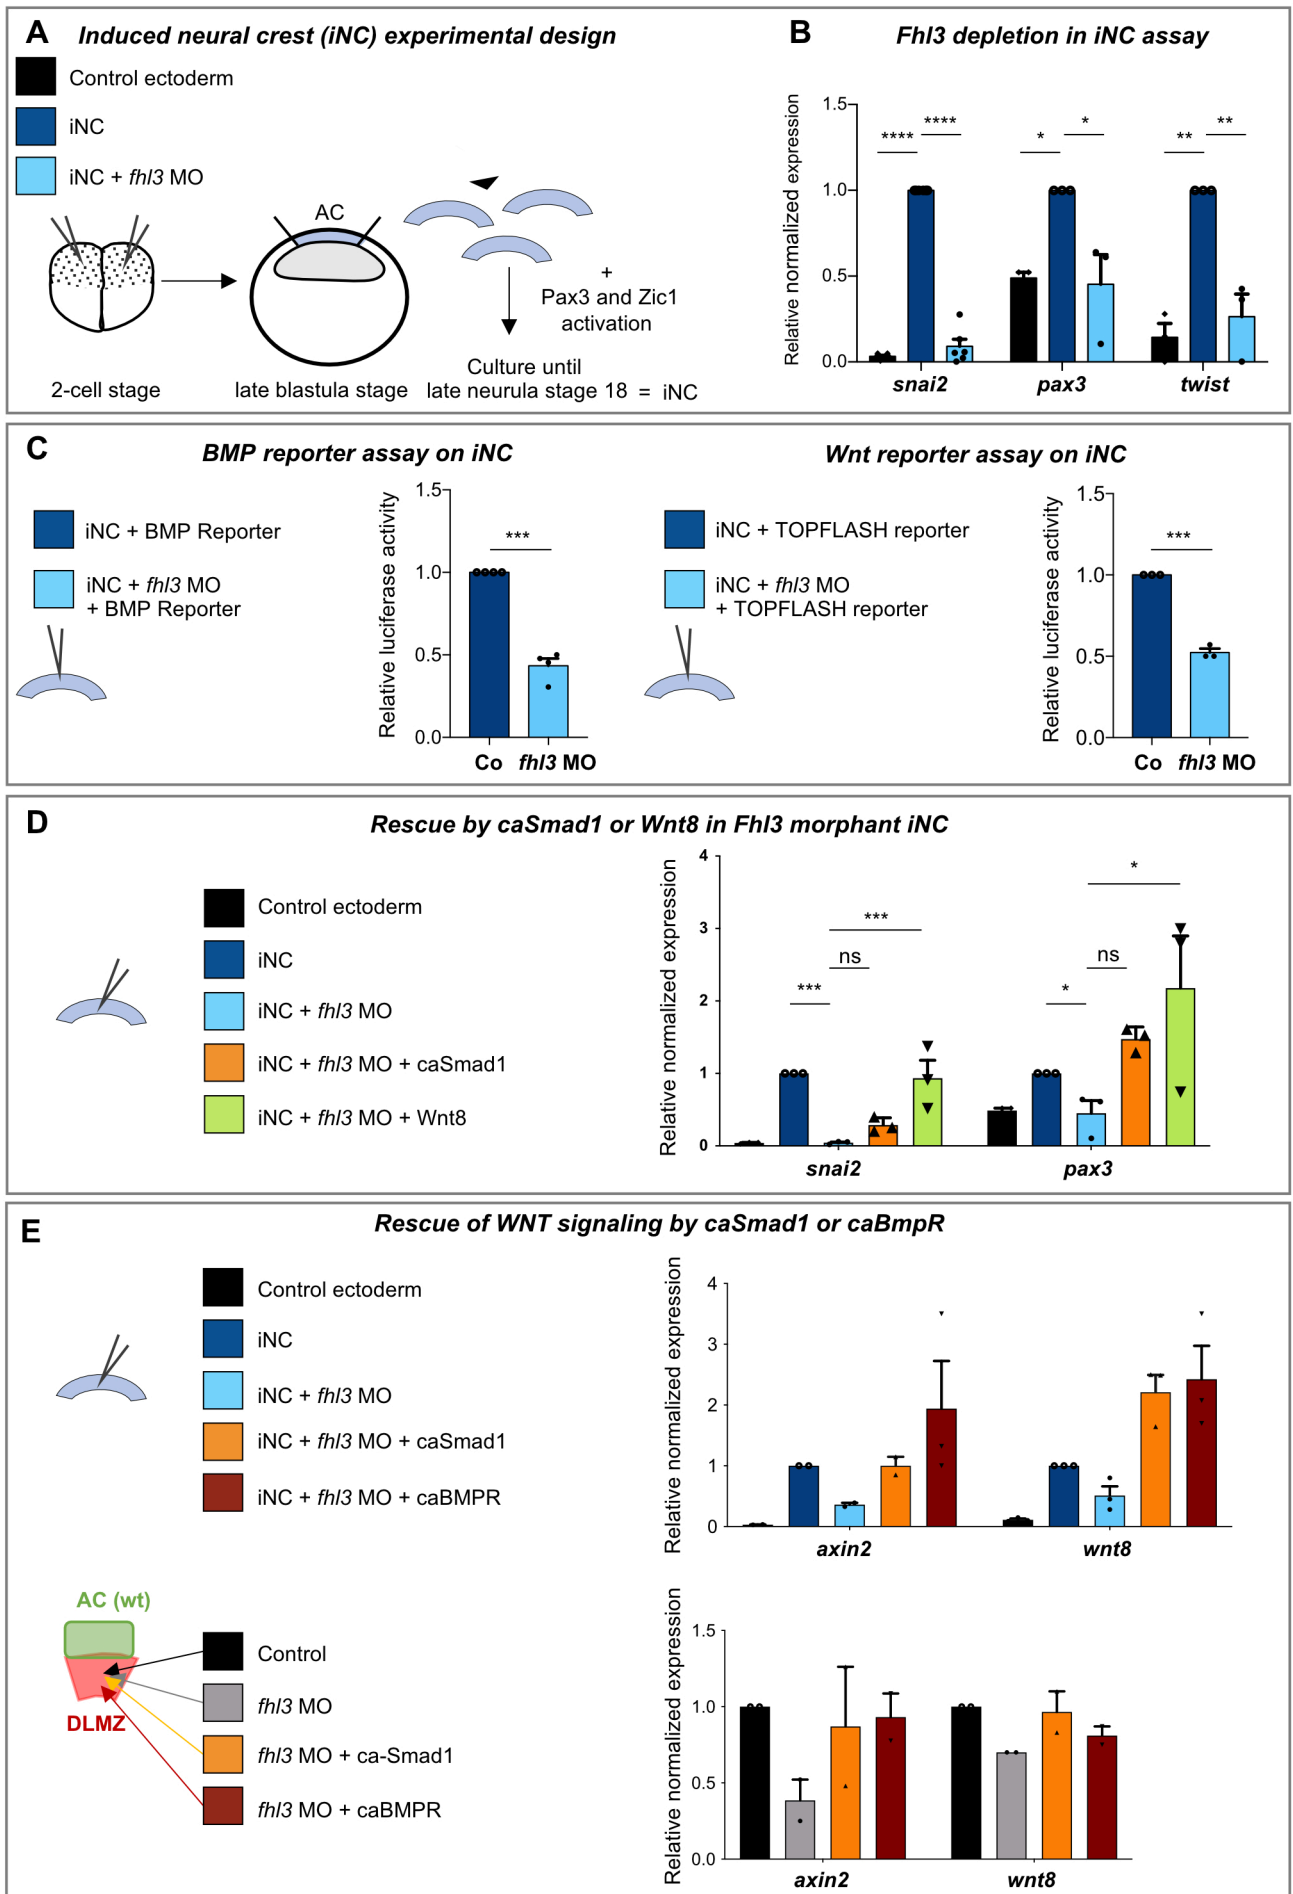 A Induced neural crest (iNC) experimental design
Control ectoderm
iNC
iNC + fhl3 MO
AC
+
Pax3 and Zic1
activation
Culture until
2-cell stage
late blastula stage
late neurula stage 18 = iNC
B Fhl3 depletion in iNC assay
Relative normalized expression
1.5
1.0
0.5
0.0
**** **** * * ** **
snai2 pax3 twist
C BMP reporter assay on iNC
iNC + BMP Reporter
iNC + fhl3 MO
+ BMP Reporter
Relative luciferase activity
1.5
1.0
0.5
0.0
***
Co fhl3 MO
Wnt reporter assay on iNC
iNC + TOPFLASH reporter
iNC + fhl3 MO
+ TOPFLASH reporter
Relative luciferase activity
1.5
1.0
0.5
0.0
***
Co fhl3 MO
D Rescue by caSmad1 or Wnt8 in Fhl3 morphant iNC
Control ectoderm
iNC
iNC + fhl3 MO
iNC + fhl3 MO + caSmad1
iNC + fhl3 MO + Wnt8
Relative normalized expression
4
3
2
1
0
*** ns *** * ns *
snai2 pax3
E Rescue of WNT signaling by caSmad1 or caBmpR
Control ectoderm
iNC
iNC + fhl3 MO
iNC + fhl3 MO + caSmad1
iNC + fhl3 MO + caBMPR
Relative normalized expression
4
3
2
1
0
axin2 wnt8
AC (wt)
DLMZ
Control
fhl3 MO
fhl3 MO + ca-Smad1
fhl3 MO + caBMPR
Relative normalized expression
1.5
1.0
0.5
0.0
axin2 wnt8